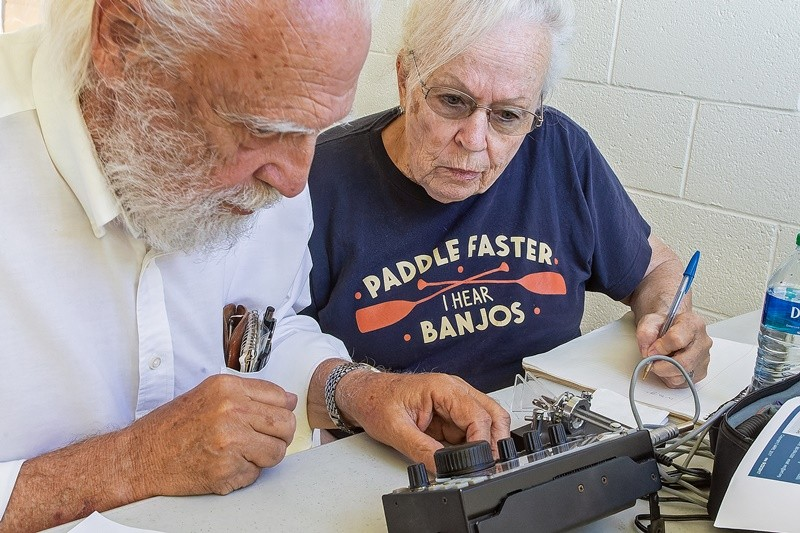 PADDLE FASTER
I HEAR
BANJOS
D